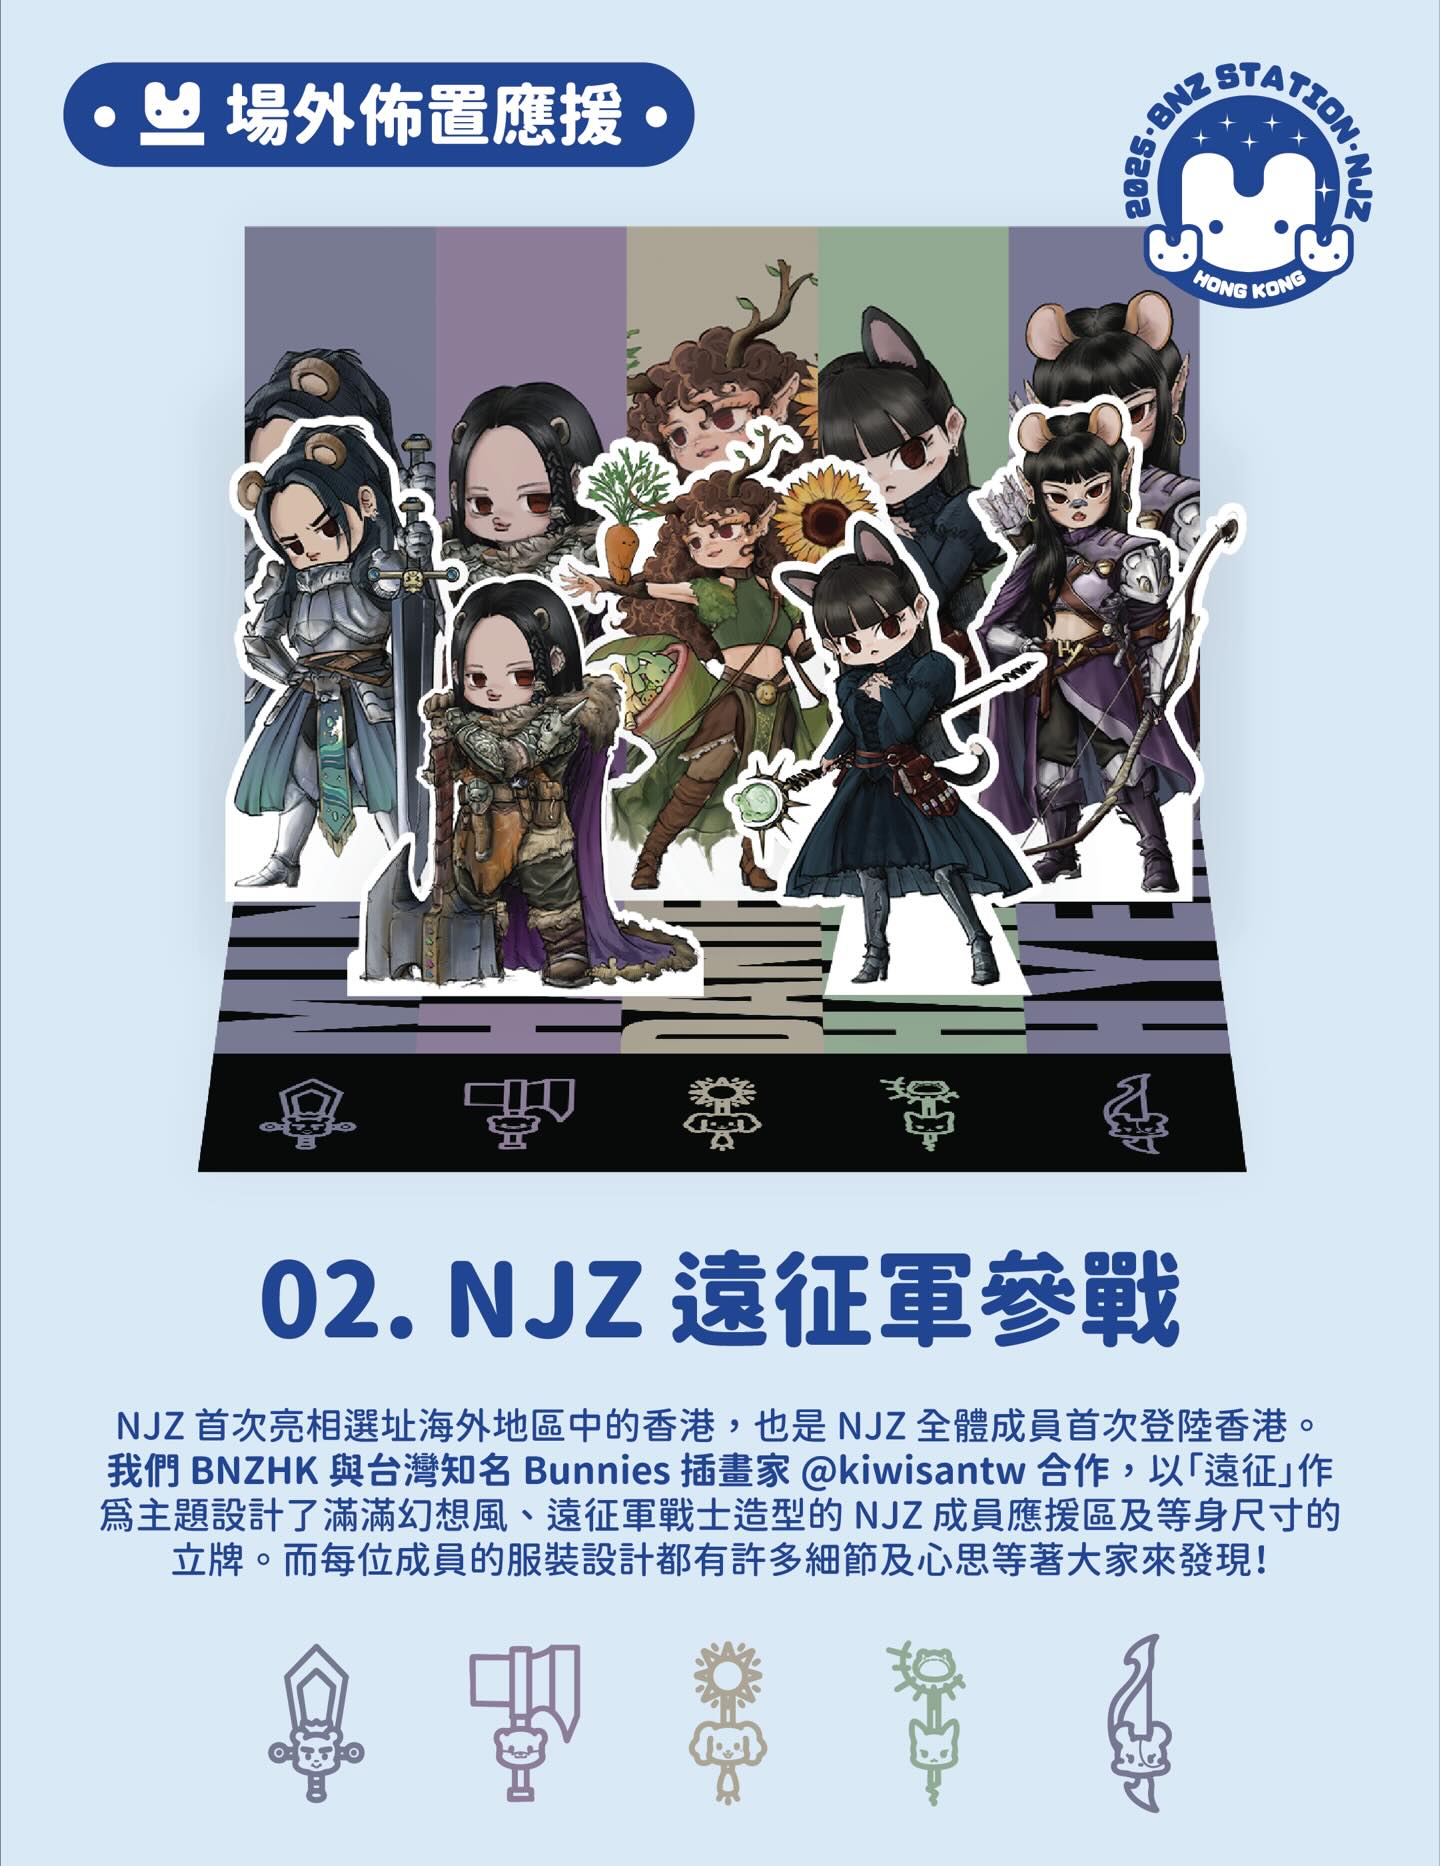 場外佈置應援
2025·BNZ STATION·NJZ
HONG KONG
Hy
02. NJZ 遠征軍參戰
NJZ 首次亮相選址海外地區中的香港，也是 NJZ 全體成員首次登陸香港。
我們 BNZHK 與台灣知名 Bunnies 插畫家 @kiwisantw 合作，以「遠征」作
爲主題設計了滿滿幻想風、遠征軍戰士造型的 NJZ 成員應援區及等身尺寸的
立牌。而每位成員的服裝設計都有許多細節及心思等著大家來發現！